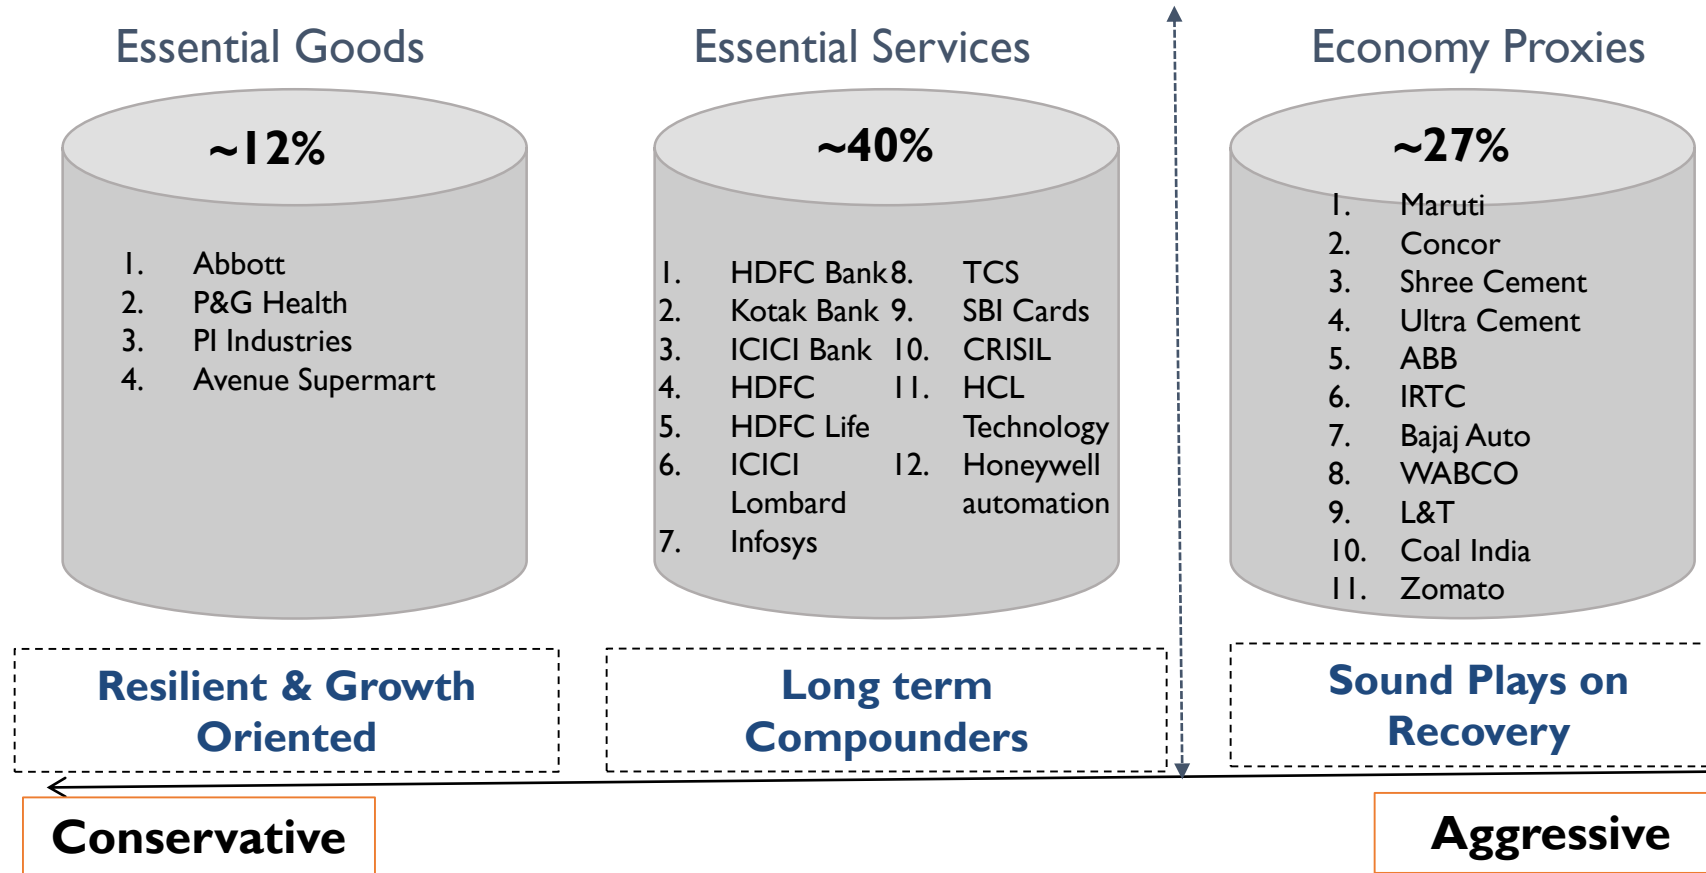 Essential Goods
~12%
1. Abbott
2. P&G Health
3. PI Industries
4. Avenue Supermart
Resilient & Growth
Oriented
Essential Services
~40%
1. HDFC Bank
2. Kotak Bank
3. ICICI Bank
4. HDFC
5. HDFC Life
6. ICICI
Lombard
7. Infosys
8. TCS
9. SBI Cards
10. CRISIL
11. HCL
Technology
12. Honeywell
automation
Long term
Compounders
Economy Proxies
~27%
1. Maruti
2. Concor
3. Shree Cement
4. Ultra Cement
5. ABB
6. IRTC
7. Bajaj Auto
8. WABCO
9. L&T
10. Coal India
11. Zomato
Sound Plays on
Recovery
Conservative
Aggressive